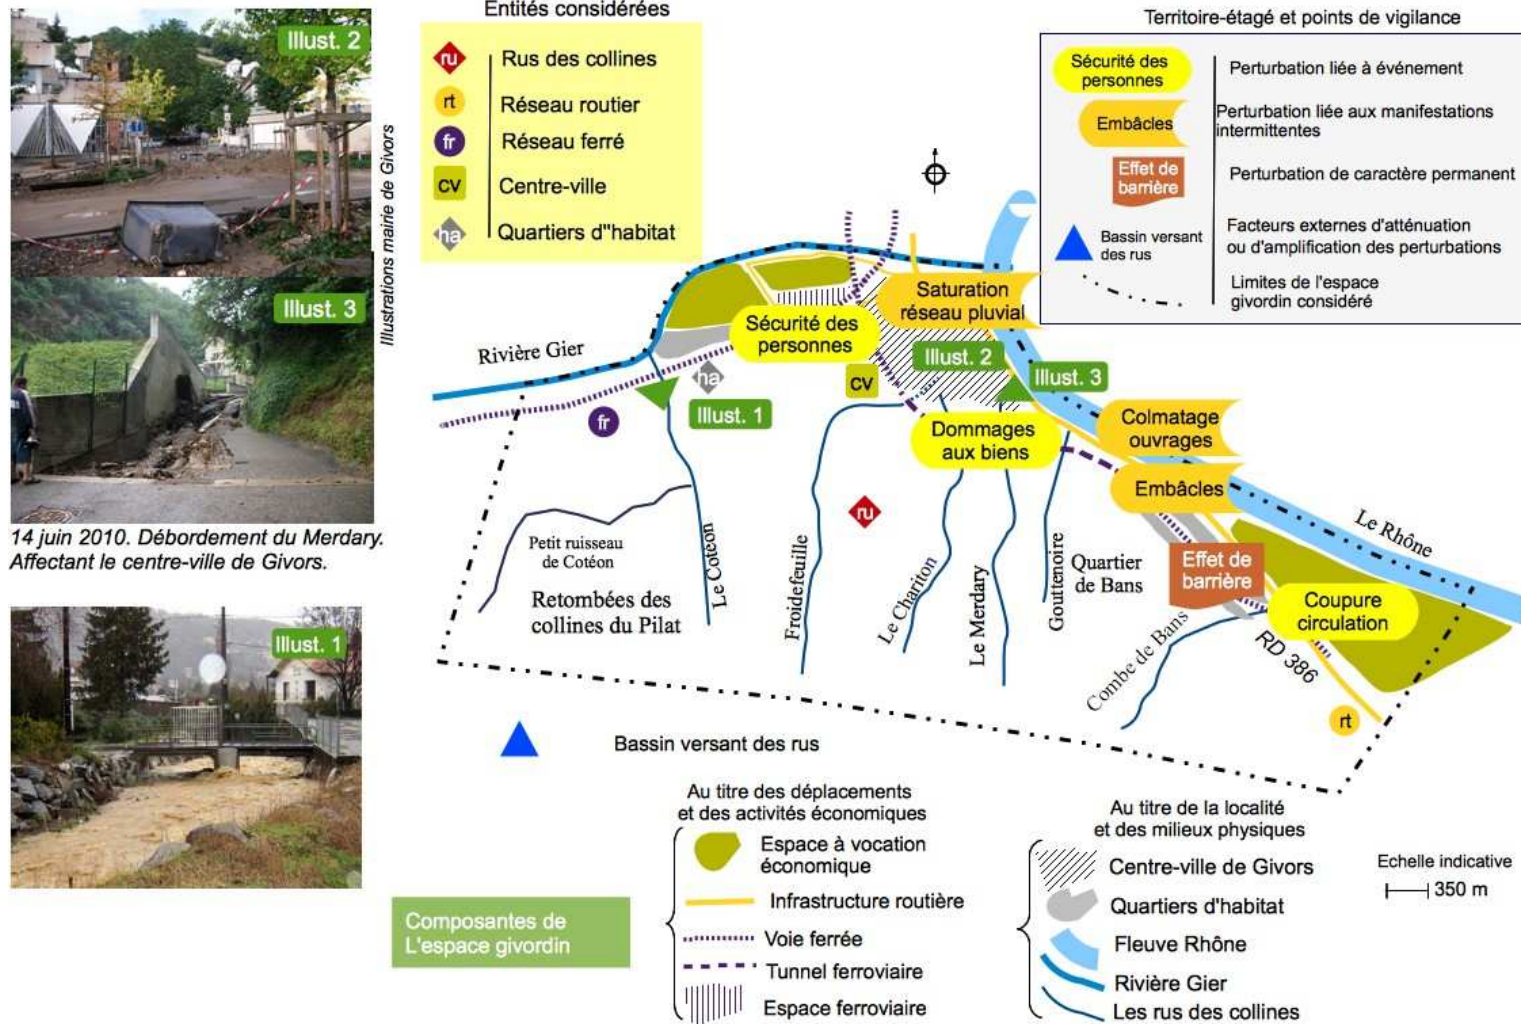 Illust. 2
Illustrations mairie de Givors
Illust. 3
14 juin 2010. Débordement du Merdary.
Affectant le centre-ville de Givors.
Illust. 1
Entités considérées
ru Rus des collines
rt Réseau routier
fr Réseau ferré
cv Centre-ville
ha Quartiers d"habitat
Territoire-étagé et points de vigilance
Sécurité des
personnes
Perturbation liée à événement
Embâcles
Perturbation liée aux manifestations
intermittentes
Effet de
barrière
Perturbation de caractère permanent
Bassin versant
des rus
Facteurs externes d'atténuation
ou d'amplification des perturbations
Limites de l'espace
givordin considéré
Saturation
réseau pluvial
Sécurité des
personnes
Rivière Gier
Illust. 2
Illust. 3
cv
ha
Illust. 1
fr
Dommages
aux biens
Colmatage
ouvrages
Embâcles
Le Rhône
ru
Petit ruisseau
de Cotéon
Le Cotéon
Retombées des
collines du Pilat
Froidefeuille
Le Chariton
Le Merdary
Gouttenoire
Quartier
de Bans
Effet de
barrière
Coupure
circulation
Combe de Bans
RD 386
rt
Bassin versant des rus
Au titre des déplacements
et des activités économiques
Espace à vocation
économique
Infrastructure routière
Voie ferrée
Tunnel ferroviaire
Espace ferroviaire
Au titre de la localité
et des milieux physiques
Centre-ville de Givors
Quartiers d'habitat
Fleuve Rhône
Rivière Gier
Les rus des collines
Echelle indicative
350 m
Composantes de
L'espace givordin